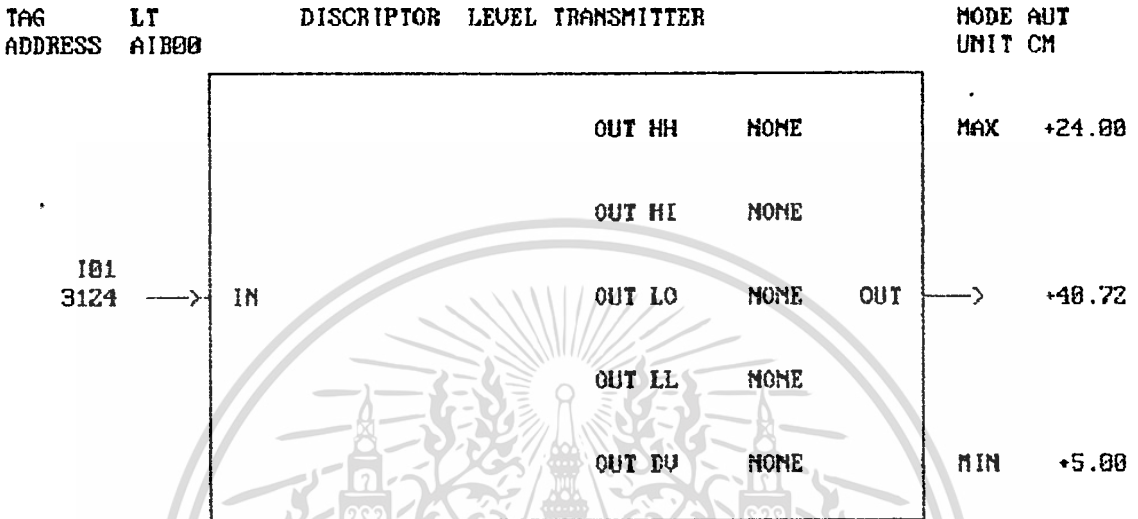 TAG LT DISCRIPTOR LEVEL TRANSMITTER MODE AUT
ADDRESS AIB00 UNIT CM
OUT HH NONE MAX +24.00
OUT HI NONE
I01
3124 IN OUT LO NONE OUT +40.72
OUT LL NONE
OUT DV NONE MIN +5.00